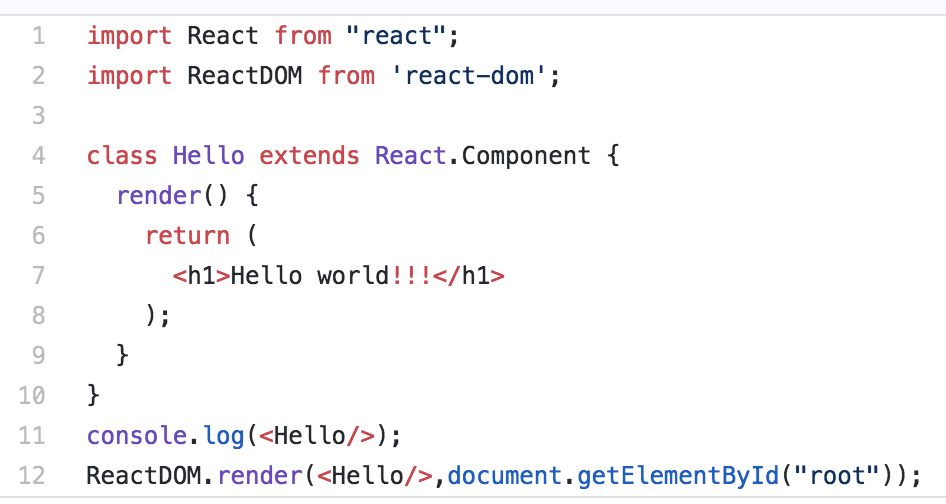 1 import React from "react";
2 import ReactDOM from 'react-dom';
3
4 class Hello extends React.Component {
5   render() {
6     return (
7       <h1>Hello world!!!</h1>
8     );
9   }
10 }
11 console.log(<Hello/>);
12 ReactDOM.render(<Hello/>,document.getElementById("root"));